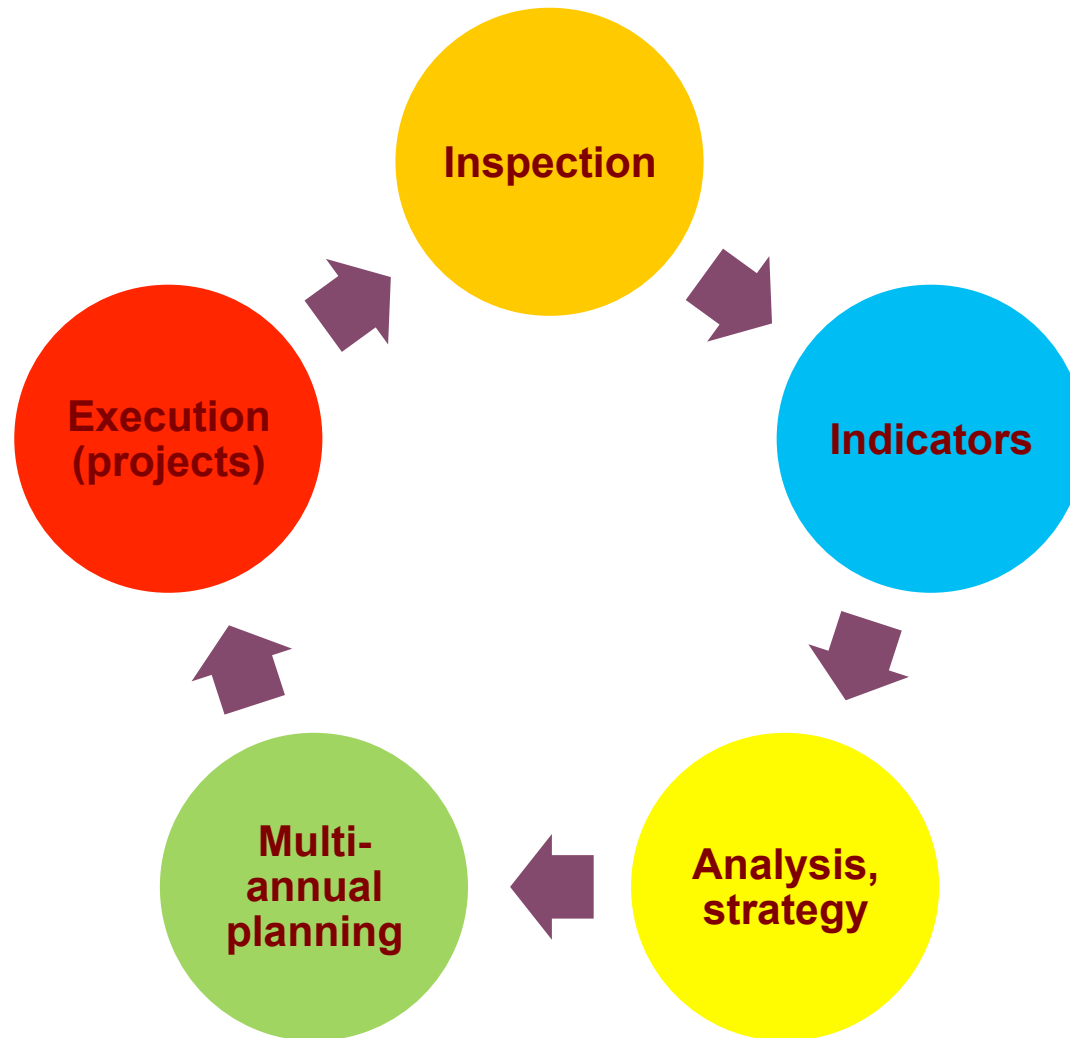 Inspection
Indicators
Analysis,
strategy
Multi-
annual
planning
Execution
(projects)